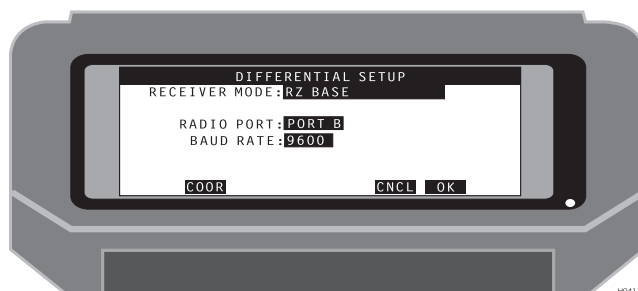 DIFFERENTIAL SETUP
RECEIVER MODE: RZ BASE
RADIO PORT: PORT B
BAUD RATE: 9600
COOR CNCL OK